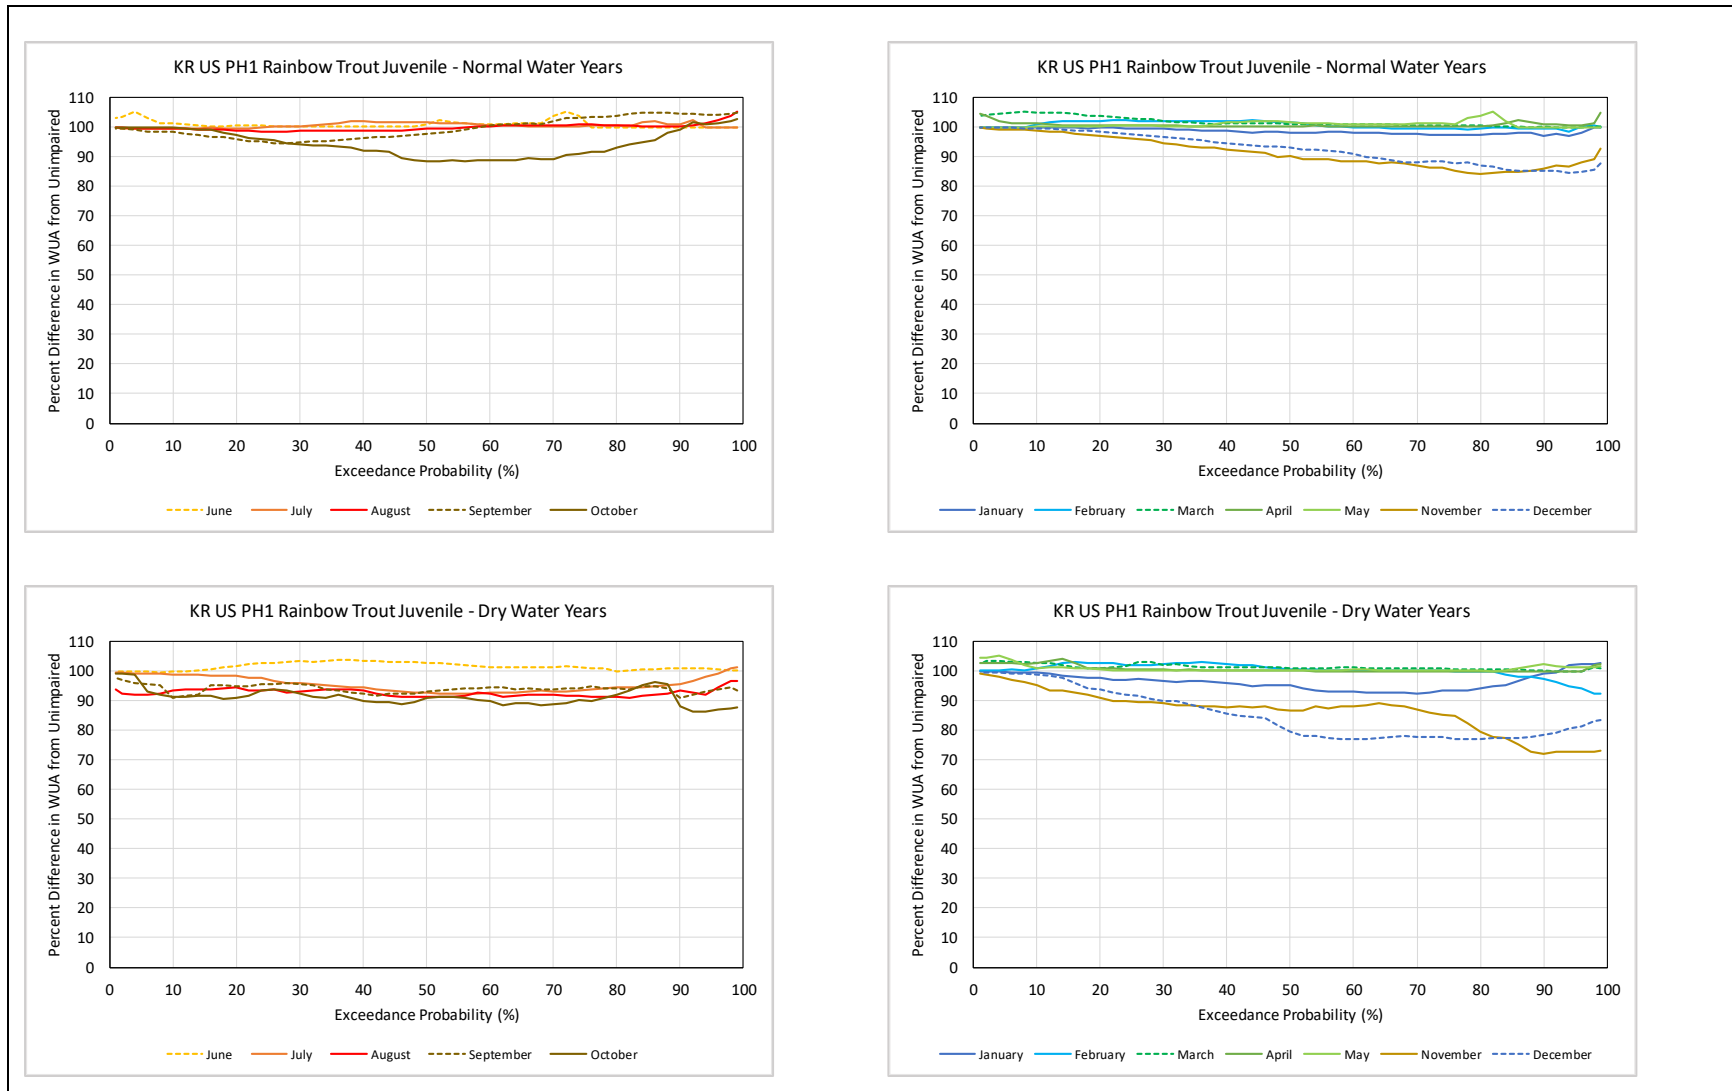 KR US PH1 Rainbow Trout Juvenile - Normal Water Years
Percent Difference in WUA from Unimpaired
110
100
90
80
70
60
50
40
30
20
10
0
0 10 20 30 40 50 60 70 80 90 100
Exceedance Probability (%)
June July August September October
KR US PH1 Rainbow Trout Juvenile - Normal Water Years
Percent Difference in WUA from Unimpaired
110
100
90
80
70
60
50
40
30
20
10
0
0 10 20 30 40 50 60 70 80 90 100
Exceedance Probability (%)
January February March April May November December
KR US PH1 Rainbow Trout Juvenile - Dry Water Years
Percent Difference in WUA from Unimpaired
110
100
90
80
70
60
50
40
30
20
10
0
0 10 20 30 40 50 60 70 80 90 100
Exceedance Probability (%)
June July August September October
KR US PH1 Rainbow Trout Juvenile - Dry Water Years
Percent Difference in WUA from Unimpaired
110
100
90
80
70
60
50
40
30
20
10
0
0 10 20 30 40 50 60 70 80 90 100
Exceedance Probability (%)
January February March April May November December